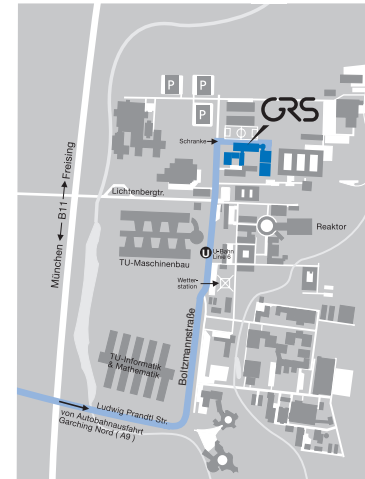 P
P
P
GRS
Schranke
Lichtenbergtr.
Freising
B11
München
Reaktor
U
U-Bahn
Linie 6
TU-Maschinenbau
Wetter-
station
Boltzmannstraße
TU-Informatik
& Mathematik
Ludwig Prandtl Str.
von Autobahnausfahrt
Garching Nord ( A9 )